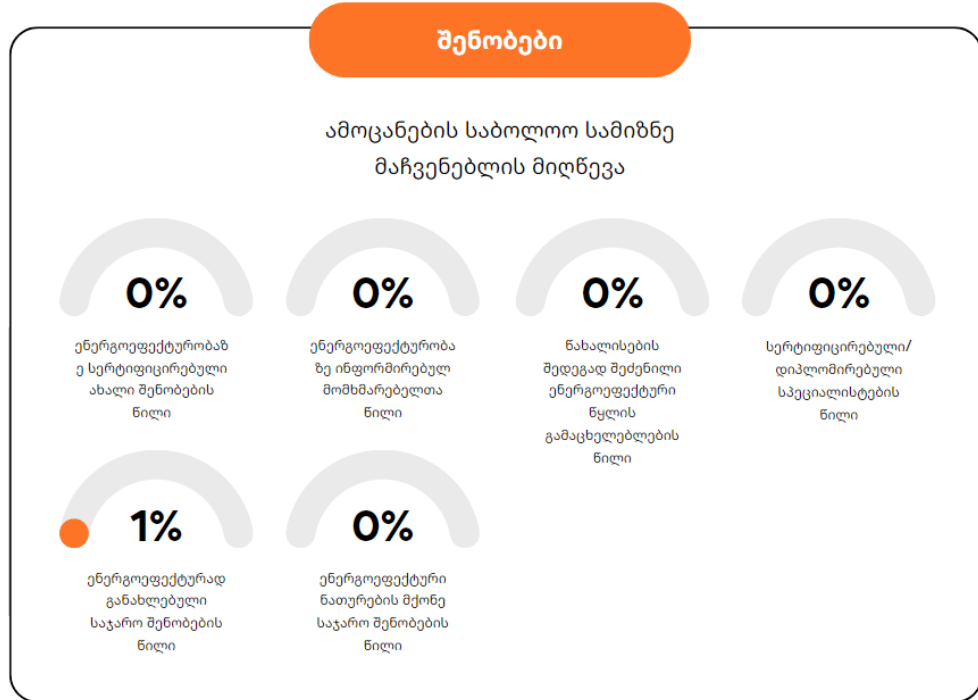 შენობები
ამოცანების საბოლოო სამიზნე
მაჩვენებლის მიღწევა
0%
ენერგოეფექტურობაზ
ე სერტიფიცირებული
ახალი შენობების
წილი
0%
ენერგოეფექტურობა
ზე ინფორმირებულ
მომხმარებელთა
წილი
0%
წახალისების
შედეგად შეძენილი
ენერგოეფექტური
წყლის
გამაცხელებლების
წილი
0%
სერტიფიცირებული/
დიპლომირებული
სპეციალისტების
წილი
1%
ენერგოეფექტურად
განახლებული
საჯარო შენობების
წილი
0%
ენერგოეფექტური
ნათურების მქონე
საჯარო შენობების
წილი